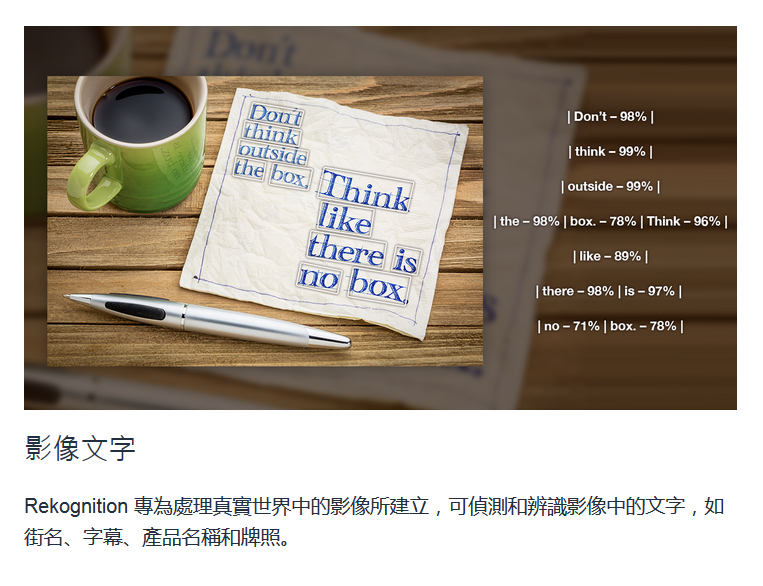 Don't
think
outside
the box.
Think
like
there is
no box.
| Don't – 98% |
| think – 99% |
| outside – 99% |
| the – 98% | box. – 78% | Think – 96% |
| like – 89% |
| there – 98% | is – 97% |
| no – 71% | box. – 78% |
影像文字
Rekognition 專為處理真實世界中的影像所建立，可偵測和辨識影像中的文字，如
街名、字幕、產品名稱和牌照。